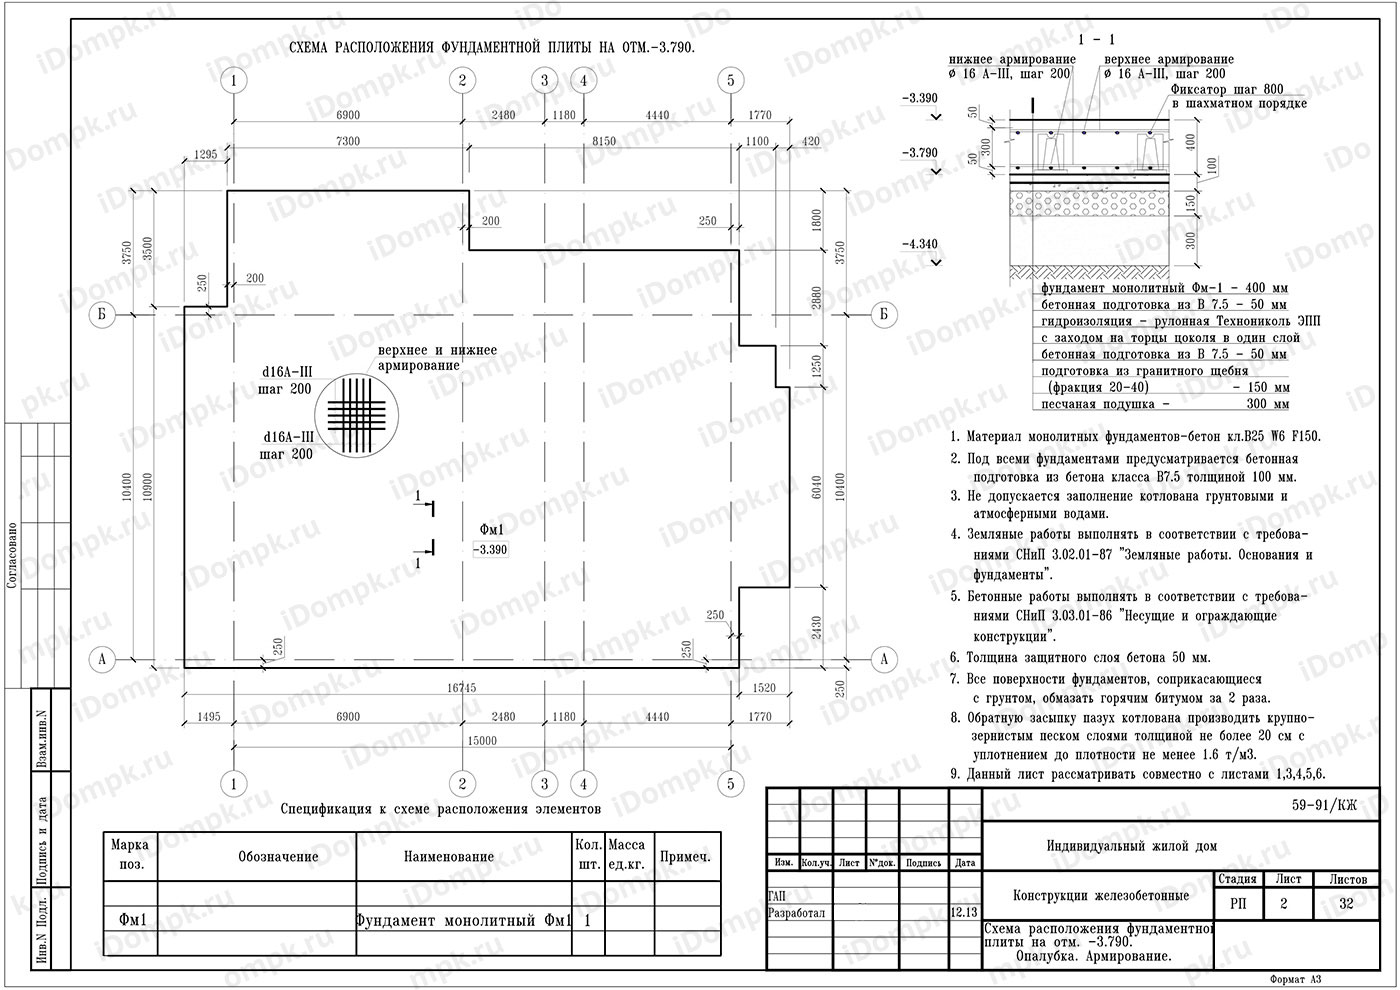 СХЕМА РАСПОЛОЖЕНИЯ ФУНДАМЕНТНОЙ ПЛИТЫ НА ОТМ.-3.790.
1 2 3 4 5
6900 2480 1180 4440 1770
7300 8150 1100 420
1295
200 250
3750 3500 250 200
1800 3750
2880
1250
6040 10400
2430
250
Б Б
верхнее и нижнее
армирование
d16А-III
шаг 200
d16А-III
шаг 200
10400 10900
1
1
Фм1
-3.390
250
250 250
А А
16745 1520
1495 6900 2480 1180 4440 1770
15000
1 2 3 4 5
1 - 1
нижнее армирование
ø 16 А-III, шаг 200
верхнее армирование
ø 16 А-III, шаг 200
Фиксатор шаг 800
в шахматном порядке
-3.390
-3.790
-4.340
50 300 50
400 100 150 300
фундамент монолитный Фм-1 - 400 мм
бетонная подготовка из В 7.5 - 50 мм
гидроизоляция - рулонная Технониколь ЭПП
с заходом на торцы цоколя в один слой
бетонная подготовка из В 7.5 - 50 мм
подготовка из гранитного щебня
(фракция 20-40) - 150 мм
песчаная подушка - 300 мм
1. Материал монолитных фундаментов-бетон кл.В25 W6 F150.
2. Под всеми фундаментами предусматривается бетонная
подготовка из бетона класса В7.5 толщиной 100 мм.
3. Не допускается заполнение котлована грунтовыми и
атмосферными водами.
4. Земляные работы выполнять в соответствии с требова-
ниями СНиП 3.02.01-87 "Земляные работы. Основания и
фундаменты".
5. Бетонные работы выполнять в соответствии с требова-
ниями СНиП 3.03.01-86 "Несущие и ограждающие
конструкции".
6. Толщина защитного слоя бетона 50 мм.
7. Все поверхности фундаментов, соприкасающиеся
с грунтом, обмазать горячим битумом за 2 раза.
8. Обратную засыпку пазух котлована производить крупно-
зернистым песком слоями толщиной не более 20 см с
уплотнением до плотности не менее 1.6 т/м3.
9. Данный лист рассматривать совместно с листами 1,3,4,5,6.
Спецификация к схеме расположения элементов
Марка поз. Обозначение Наименование Кол. шт. Масса ед.кг. Примеч.
Фм1 Фундамент монолитный Фм1 1
59-91/КЖ
Индивидуальный жилой дом
Изм. Кол.уч. Лист N°док. Подпись Дата
ГАП
Разработал 12.13
Конструкции железобетонные
Стадия Лист Листов
РП 2 32
Схема расположения фундаментной
плиты на отм. -3.790.
Опалубка. Армирование.
Формат А3
Согласовано
Взам.инв.N
Подпись и дата
Инв.N Подл.
iDompk.ru